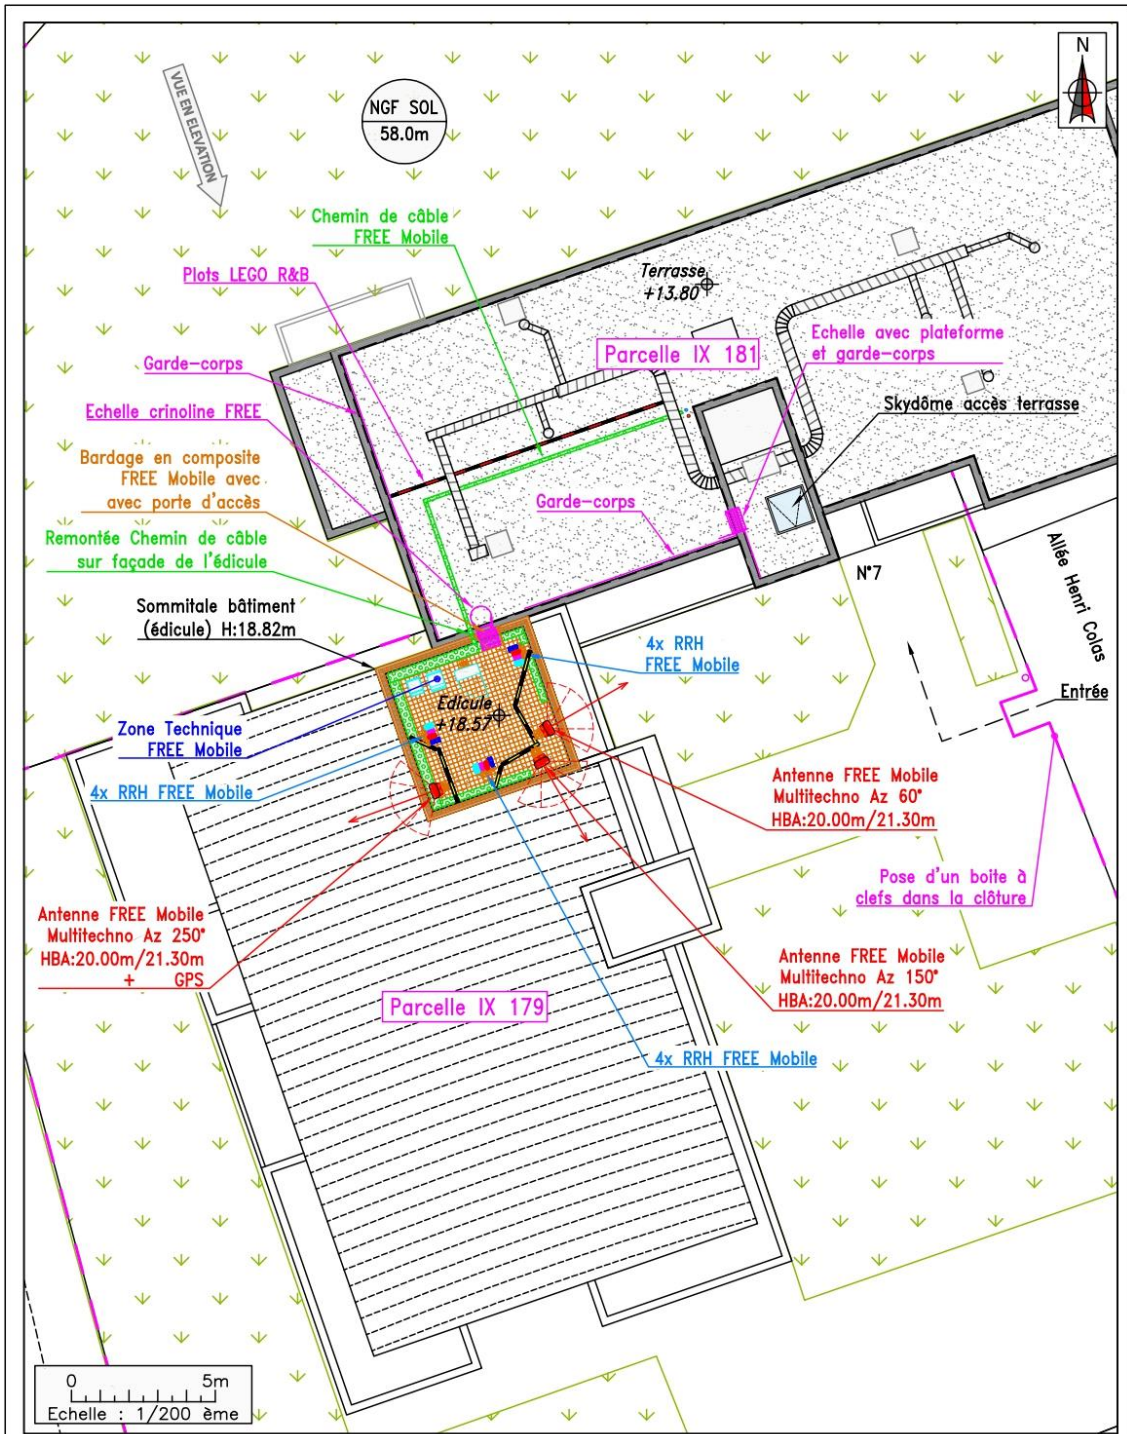 N
VUE EN ELEVATION
NGF SOL
58.0m
Chemin de câble
FREE Mobile
Plots LEGO R&B
Terrasse
+13.80
Parcelle IX 181
Echelle avec plateforme
et garde-corps
Garde-corps
Echelle crinoline FREE
Skydôme accès terrasse
Bardage en composite
FREE Mobile avec
avec porte d'accès
Garde-corps
Remontée Chemin de câble
sur façade de l'édicule
N°7
Allée Henri Colas
Sommitale bâtiment
(édicule) H:18.82m
4x RRH
FREE Mobile
Entrée
Edicule
+18.57
Zone Technique
FREE Mobile
4x RRH FREE Mobile
Antenne FREE Mobile
Multitechno Az 60°
HBA:20.00m/21.30m
Pose d'un boite à
clefs dans la clôture
Antenne FREE Mobile
Multitechno Az 250°
HBA:20.00m/21.30m
+ GPS
Antenne FREE Mobile
Multitechno Az 150°
HBA:20.00m/21.30m
Parcelle IX 179
4x RRH FREE Mobile
0 5m
Echelle : 1/200 ème